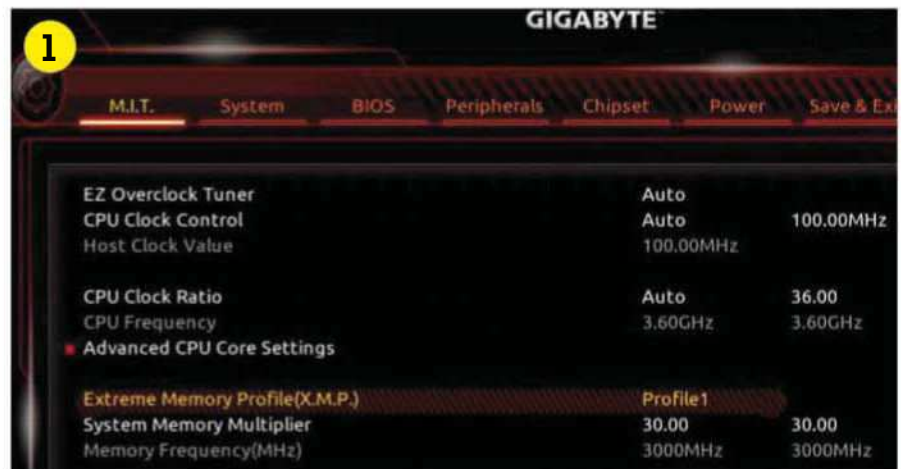 GIGABYTE
1
M.I.T. System BIOS Peripherals Chipset Power Save &
EZ Overclock Tuner Auto
CPU Clock Control Auto 100.00MHz
Host Clock Value 100.00MHz
CPU Clock Ratio Auto 36.00
CPU Frequency 3.60GHz 3.60GHz
Advanced CPU Core Settings
Extreme Memory Profile(X.M.P.) Profile1
System Memory Multiplier 30.00 30.00
Memory Frequency(MHz) 3000MHz 3000MHz